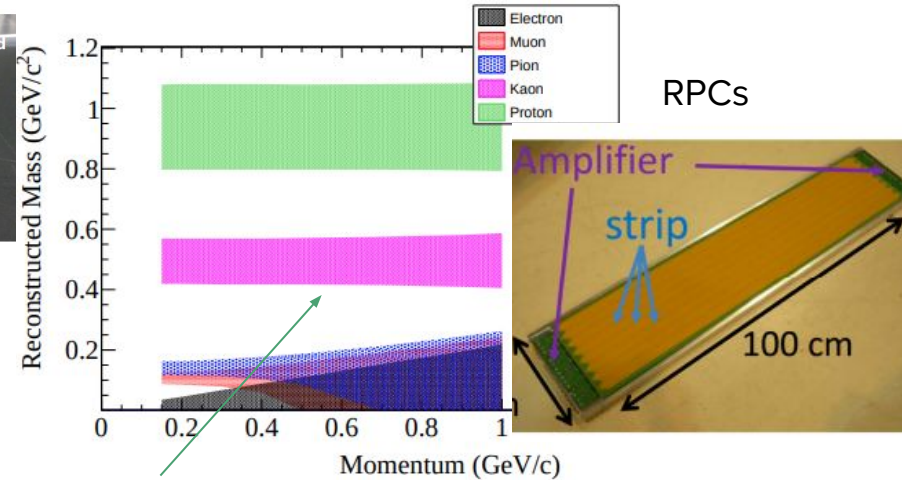 Electron
Muon
Pion
Kaon
Proton
Reconstructed Mass (GeV/c²)
1.2
1
0.8
0.6
0.4
0.2
0
0.2
0.4
0.6
0.8
1
Momentum (GeV/c)
RPCs
Amplifier
strip
100 cm